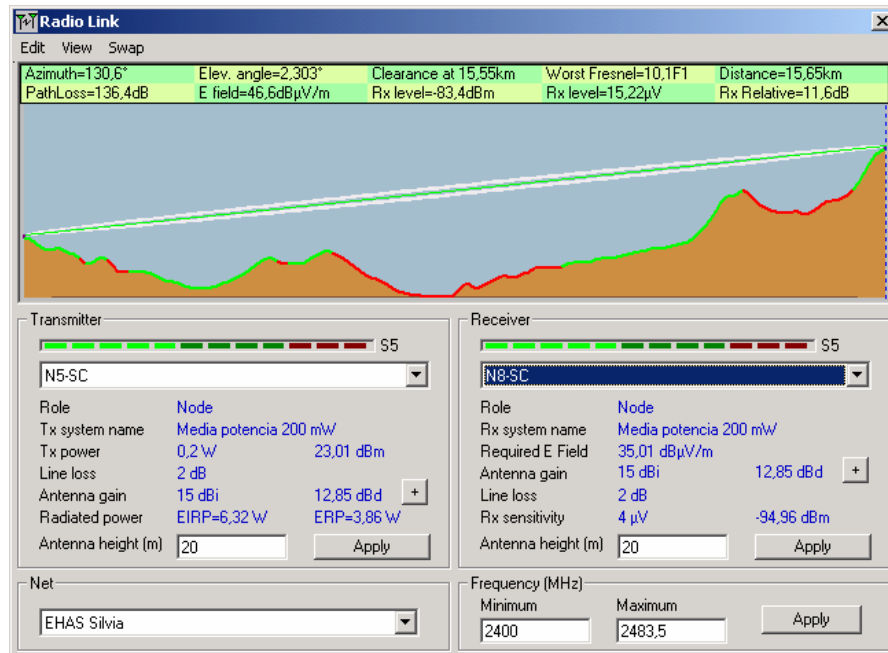 Radio Link
Edit View Swap
Azimuth=130,6° Elev. angle=2,303° Clearance at 15,55km Worst Fresnel=10,1F1 Distance=15,65km
PathLoss=136,4dB E field=46,6dBµV/m Rx level=-83,4dBm Rx level=15,22µV Rx Relative=11,6dB
Transmitter
S5
N5-SC
Role Node
Tx system name Media potencia 200 mW
Tx power 0,2 W 23,01 dBm
Line loss 2 dB
Antenna gain 15 dBi 12,85 dBd +
Radiated power EIRP=6,32 W ERP=3,86 W
Antenna height (m) 20 Apply
Receiver
S5
N8-SC
Role Node
Rx system name Media potencia 200 mW
Required E Field 35,01 dBµV/m
Antenna gain 15 dBi 12,85 dBd +
Line loss 2 dB
Rx sensitivity 4 µV -94,96 dBm
Antenna height (m) 20 Apply
Net
EHAS Silvia
Frequency (MHz)
Minimum Maximum
2400 2483,5 Apply